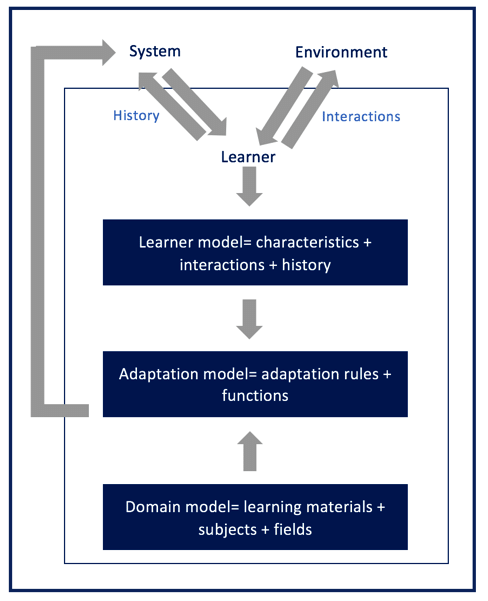 System
Environment
History
Interactions
Learner
Learner model= characteristics +
interactions + history
Adaptation model= adaptation rules +
functions
Domain model= learning materials +
subjects + fields